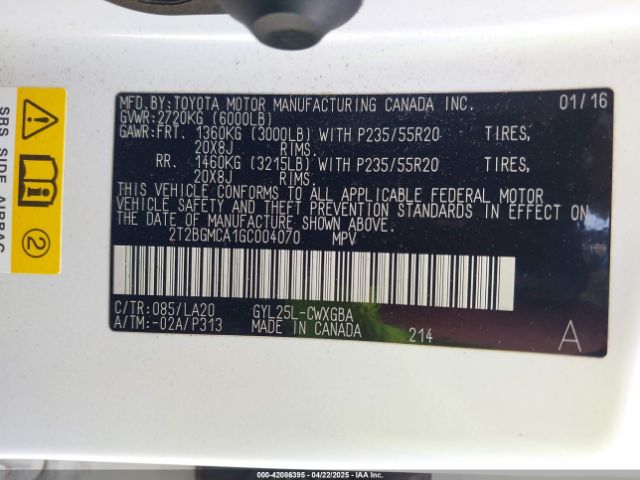 MFD.BY:TOYOTA MOTOR MANUFACTURING CANADA INC. 01/16
GVWR:2720KG (6000LB)
GAWR:FRT. 1360KG (3000LB) WITH P235/55R20 TIRES,
20X8J RIMS
RR. 1460KG (3215LB) WITH P235/55R20 TIRES,
20X8J RIMS
THIS VEHICLE CONFORMS TO ALL APPLICABLE FEDERAL MOTOR
VEHICLE SAFETY AND THEFT PREVENTION STANDARDS IN EFFECT ON
THE DATE OF MANUFACTURE SHOWN ABOVE.
2T2BGMCA1GC004070 MPV
C/TR:085/LA20 GYL25L-CWXGBA
A/TM:-02A/P313 MADE IN CANADA 214 A
SRS SIDE AIRBAG
2
000-42086395 - 04/22/2025 - IAA Inc.